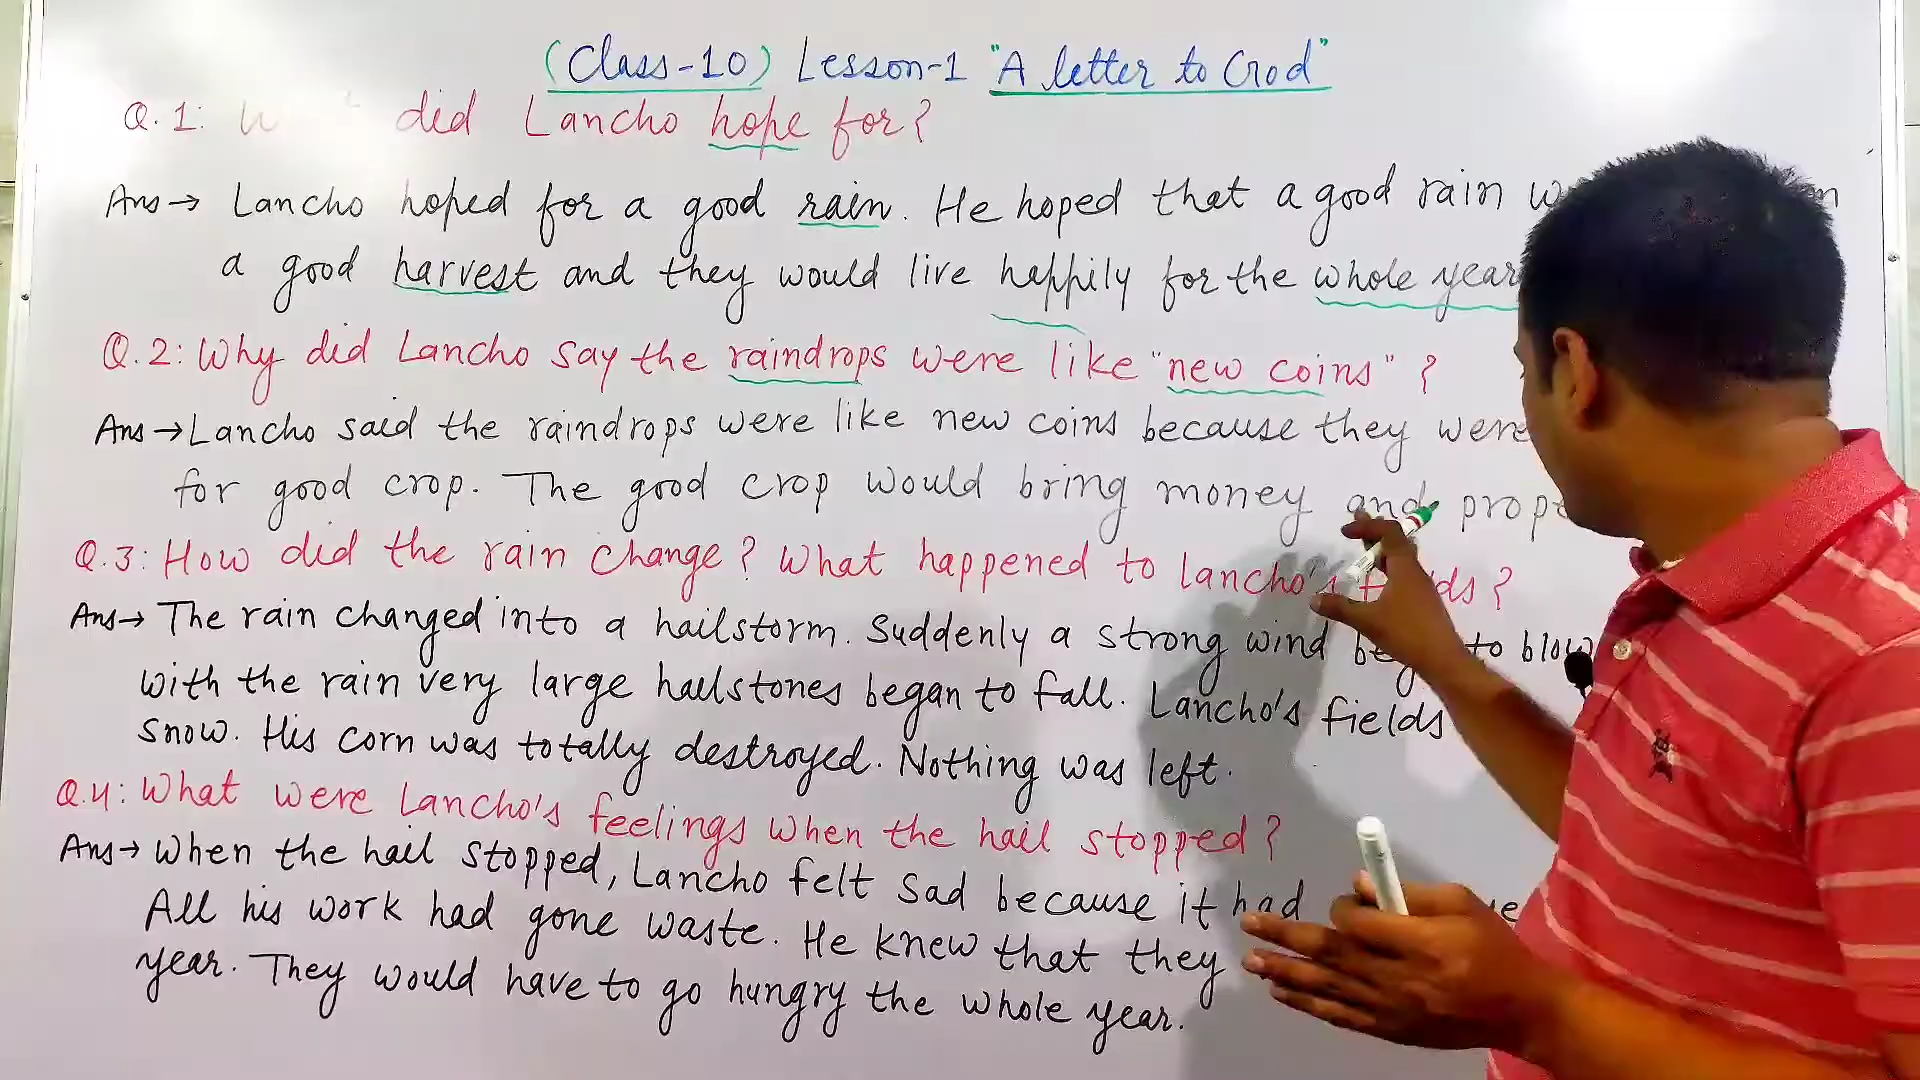 (Class-10) Lesson-1 "A letter to God"
Q.1: did Lancho hope for?
Ans→ Lancho hoped for a good rain. He hoped that a good rain
a good harvest and they would live happily for the whole year
Q.2: Why did Lancho say the raindrops were like "new coins"?
Ans→ Lancho said the raindrops were like new coins because they were
for good crop. The good crop would bring money and
Q.3: How did the rain change? What happened to Lancho's fields?
Ans→ The rain changed into a hailstorm. Suddenly a strong wind began to blow
with the rain very large hailstones began to fall. Lancho's fields
snow. His corn was totally destroyed. Nothing was left.
Q.4: What were Lancho's feelings when the hail stopped?
Ans→ When the hail stopped, Lancho felt sad because it had
All his work had gone waste. He knew that they
year. They would have to go hungry the whole year.